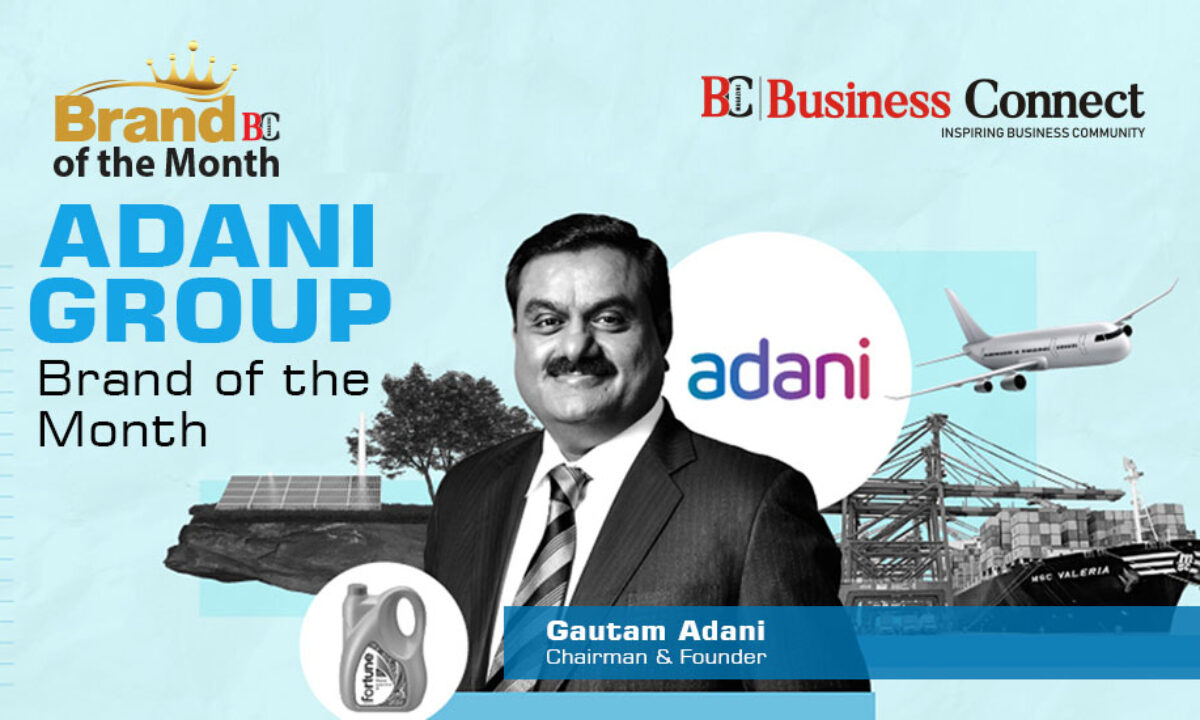 Brand BC
of the Month
BC MAGAZINE Business Connect
INSPIRING BUSINESS COMMUNITY
ADANI
GROUP
Brand of the
Month
adani
MSC VALERIA
fortune
Gautam Adani
Chairman & Founder